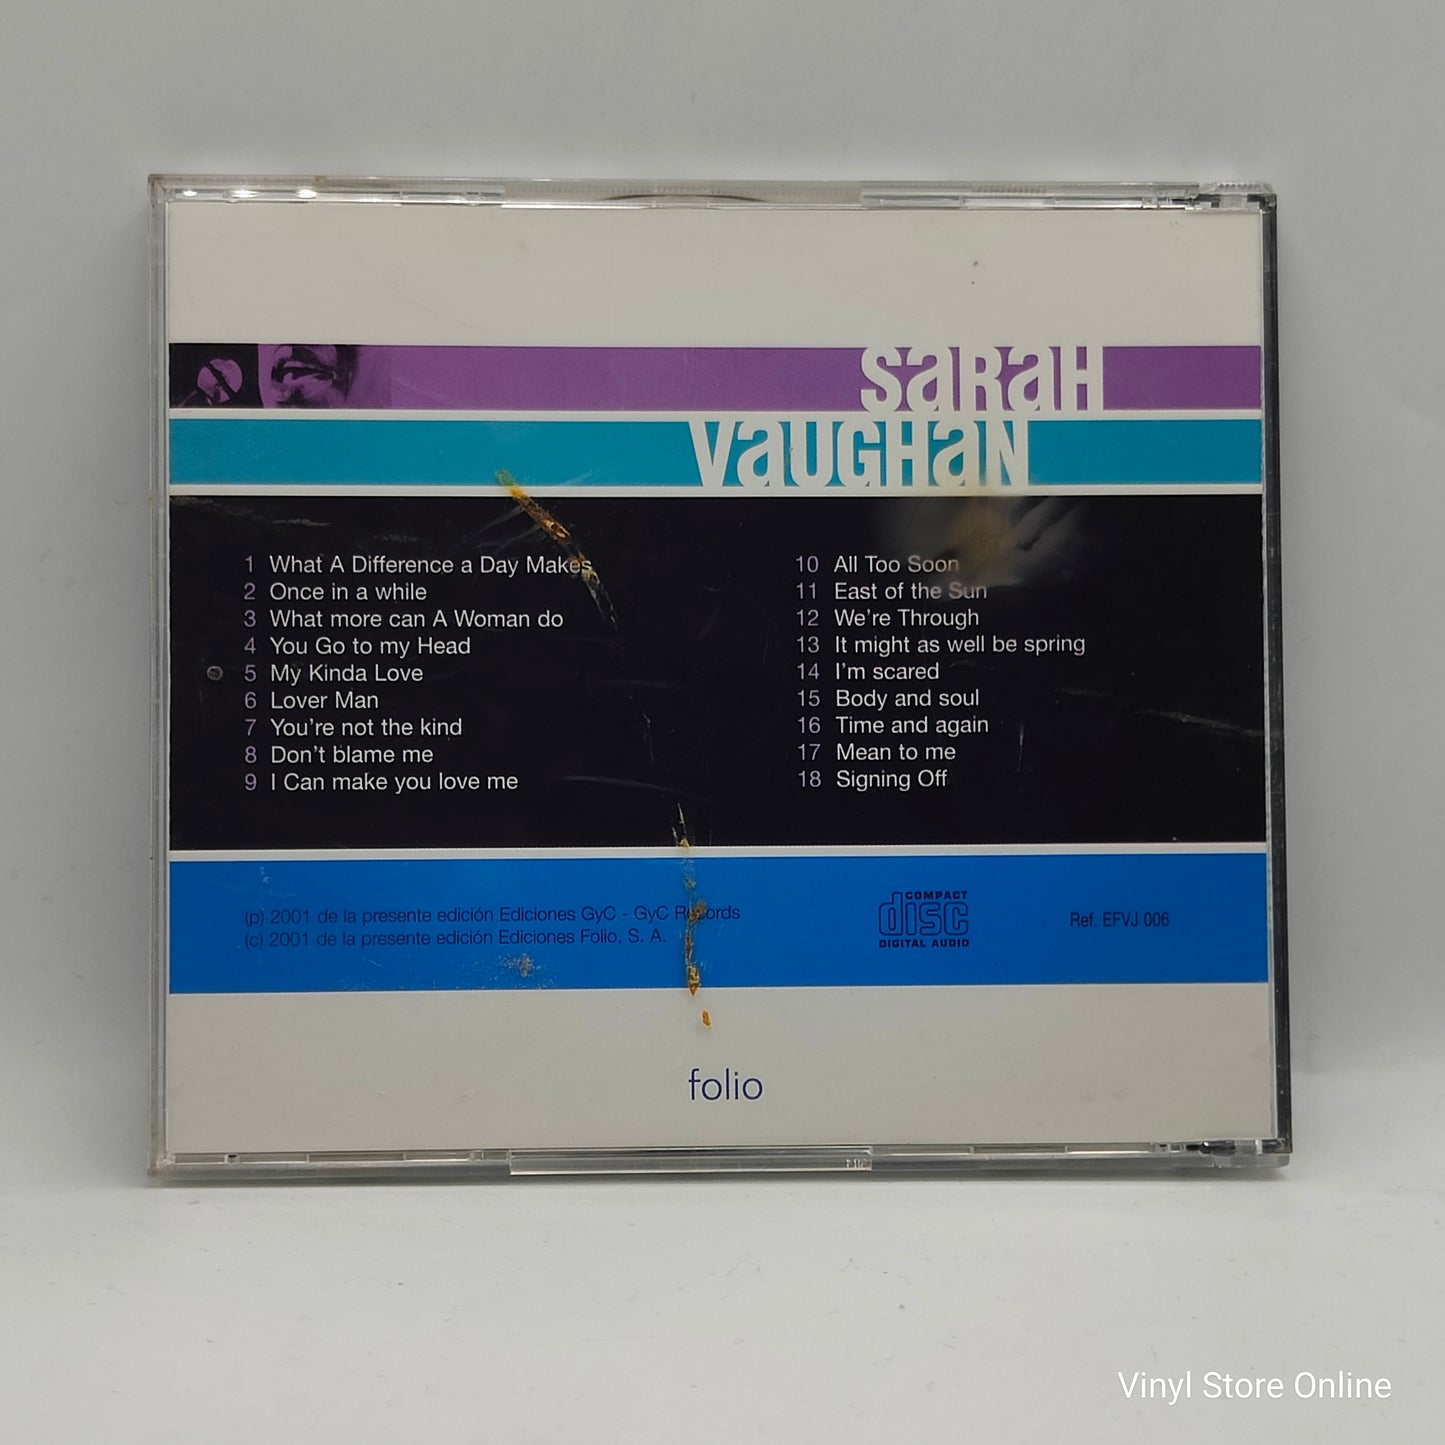 SaRaH
VaUGHaN
1 What A Difference a Day Makes
2 Once in a while
3 What more can A Woman do
4 You Go to my Head
5 My Kinda Love
6 Lover Man
7 You're not the kind
8 Don't blame me
9 I Can make you love me
10 All Too Soon
11 East of the Sun
12 We're Through
13 It might as well be spring
14 I'm scared
15 Body and soul
16 Time and again
17 Mean to me
18 Signing Off
(p) 2001 de la presente edición Ediciones GyC - GyC Records
(c) 2001 de la presente edición Ediciones Folio, S. A.
COMPACT
disc
DIGITAL AUDIO
Ref. EFVJ 006
folio
Vinyl Store Online